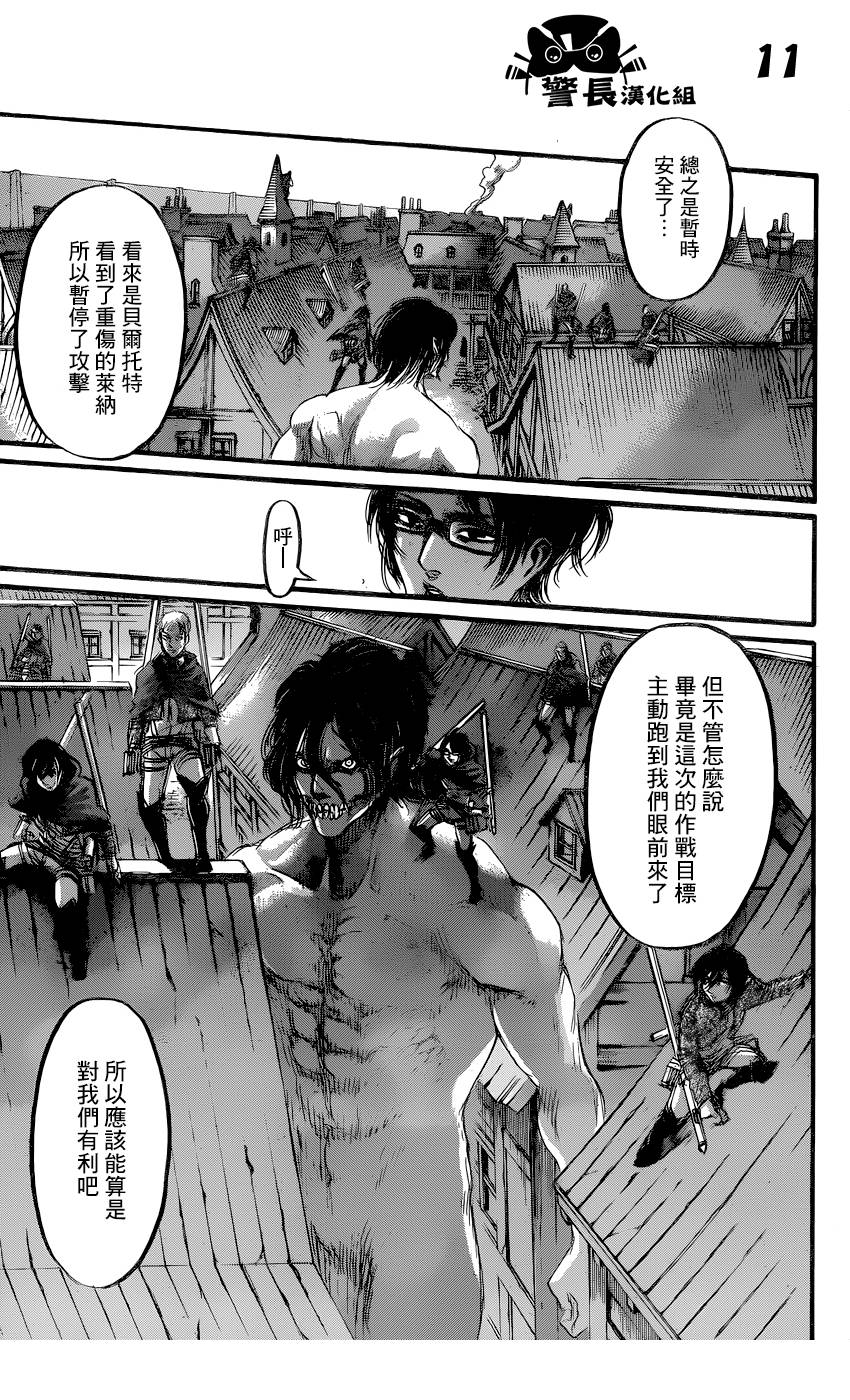 11
警長漢化組
總之是暫時
安全了…
看來是貝爾托特
看到了重傷的萊納
所以暫停了攻擊
呼ー
但不管怎麼說
畢竟是這次的作戰目標
主動跑到我們眼前來了
所以應該能算是
對我們有利吧